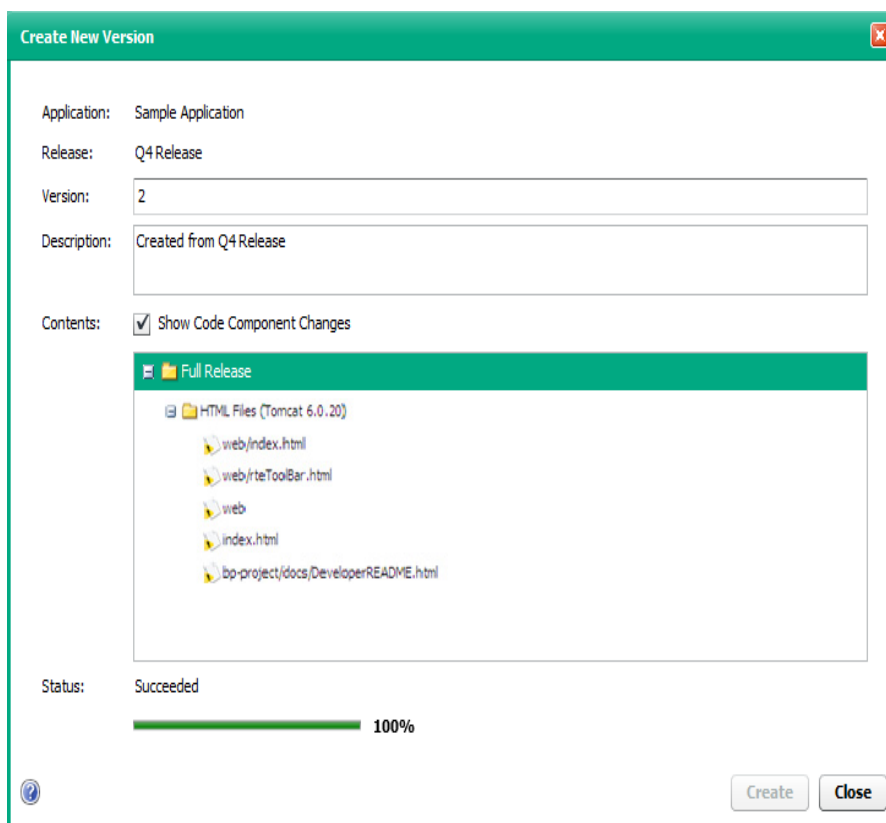 Create New Version
Application: Sample Application
Release: Q4 Release
Version: 2
Description: Created from Q4 Release
Contents: Show Code Component Changes
Full Release
HTML Files (Tomcat 6.0.20)
web/index.html
web/rteToolBar.html
web
index.html
bp-project/docs/DeveloperREADME.html
Status: Succeeded
100%
Create Close